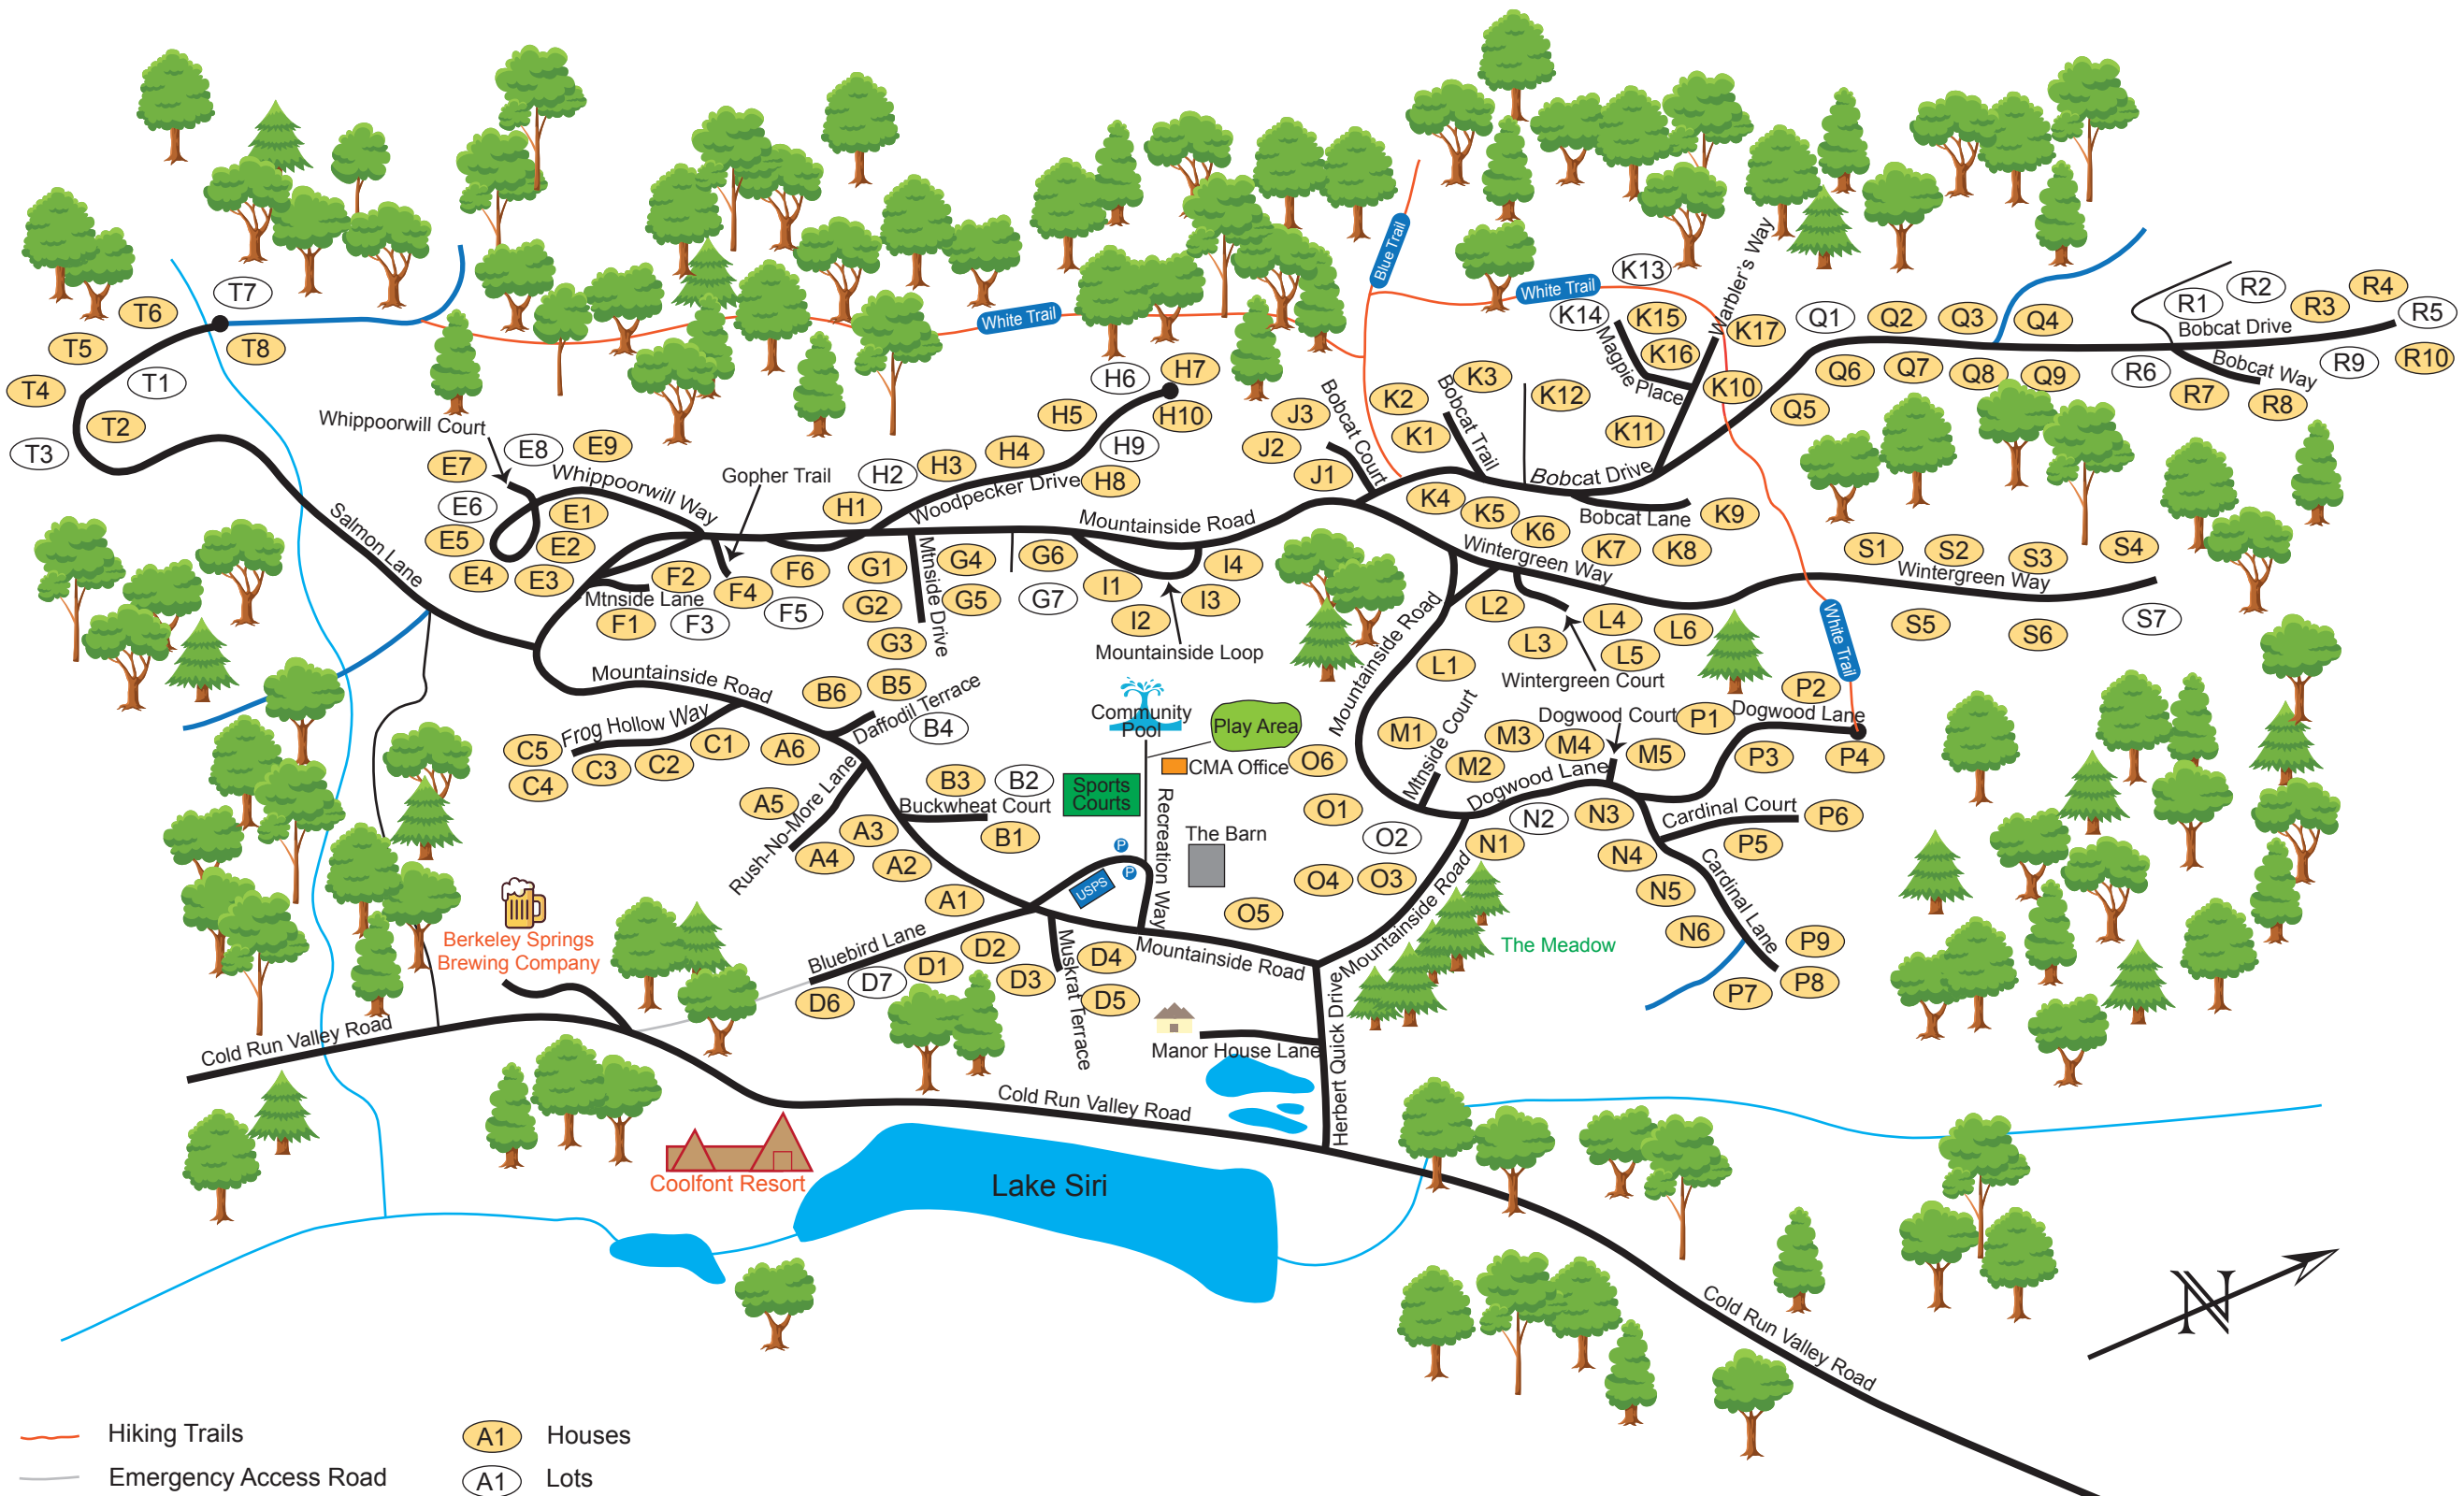 Blue Trail
White Trail
White Trail
White Trail
K13
K14
K15
K16
K17
Warbler's Way
Magpie Place
K10
K11
K12
T7
T6
T5
T8
T4
T1
T2
T3
Q1
Q2
Q3
Q4
Q5
Q6
Q7
Q8
Q9
R1
R2
R3
R4
R5
Bobcat Drive
Bobcat Way
R6
R7
R8
R9
R10
Whippoorwill Court
E8
E9
E7
E6
E5
E4
E3
E2
E1
Whippoorwill Way
Gopher Trail
Salmon Lane
H1
H2
H3
H4
H5
H6
H7
H8
H9
H10
Woodpecker Drive
Mountainside Road
J3
J2
J1
Bobcat Court
K2
K1
K3
Bobcat Trail
Bobcat Drive
K4
K5
K6
K7
K8
K9
Bobcat Lane
Wintergreen Way
S1
S2
S3
S4
Wintergreen Way
S5
S6
S7
F2
Mtnside Lane
F1
F3
F4
F5
F6
G1
G2
G3
Mtnside Drive
G4
G5
G6
G7
I1
I2
I3
I4
Mountainside Loop
L2
L3
L4
L5
L6
L1
Wintergreen Court
Mountainside Road
Mountainside Road
B6
B5
Daffodil Terrace
B4
Frog Hollow Way
C5
C4
C3
C2
C1
A6
A5
Rush-No-More Lane
A4
A3
A2
A1
B3
B2
Buckwheat Court
B1
Community
Pool
Play Area
CMA Office
Sports
Courts
Recreation Way
The Barn
P
P
USPS
O6
O1
O2
O3
O4
O5
M1
Mtnside Court
M2
M3
M4
M5
Dogwood Court
Dogwood Lane
P1
P2
Dogwood Lane
P3
P4
N1
N2
N3
N4
N5
N6
Cardinal Court
P5
P6
Cardinal Lane
P9
P8
P7
Mountainside Road
The Meadow
Berkeley Springs
Brewing Company
Bluebird Lane
D6
D7
D1
D2
D3
Muskrat Terrace
D4
D5
Mountainside Road
Manor House Lane
Herbert Quick Drive
Cold Run Valley Road
Cold Run Valley Road
Coolfont Resort
Lake Siri
Cold Run Valley Road
N
Hiking Trails
A1
Houses
Emergency Access Road
A1
Lots